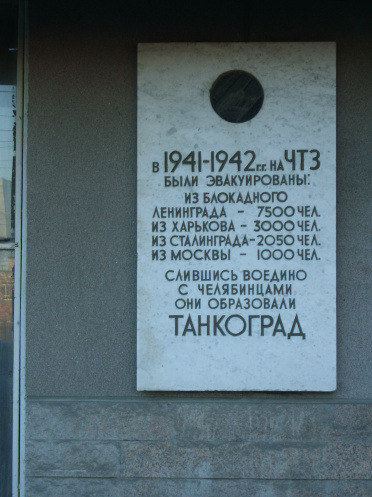 В 1941-1942 г.г. НА ЧТЗ
БЫЛИ ЭВАКУИРОВАНЫ:
ИЗ БЛОКАДНОГО
ЛЕНИНГРАДА - 7500 ЧЕЛ.
ИЗ ХАРЬКОВА - 3000 ЧЕЛ.
ИЗ СТАЛИНГРАДА-2050 ЧЕЛ.
ИЗ МОСКВЫ - 1000 ЧЕЛ.
СЛИВШИСЬ ВОЕДИНО
С ЧЕЛЯБИНЦАМИ
ОНИ ОБРАЗОВАЛИ
ТАНКОГРАД